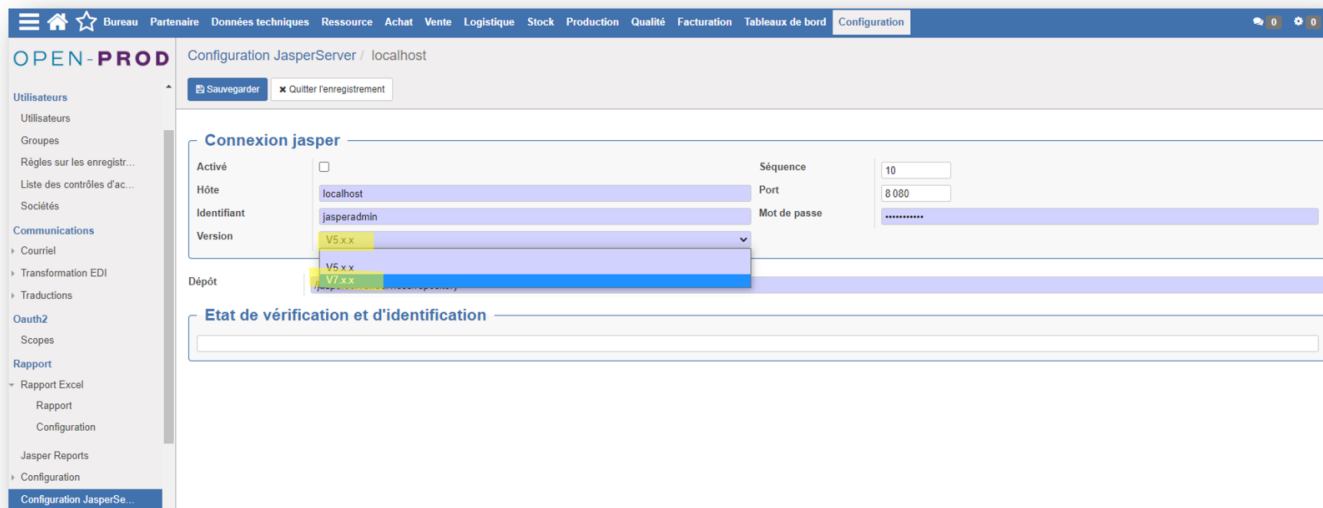 Bureau Partenaire Données techniques Ressource Achat Vente Logistique Stock Production Qualité Facturation Tableaux de bord Configuration 0 0
OPEN-PROD
Configuration JasperServer / localhost
Sauvegarder
Quitter l'enregistrement
Utilisateurs
Utilisateurs
Groupes
Règles sur les enregistr...
Liste des contrôles d'ac...
Sociétés
Communications
Courriel
Transformation EDI
Traductions
Oauth2
Scopes
Rapport
Rapport Excel
Rapport
Configuration
Jasper Reports
Configuration
Configuration JasperSe...
Connexion jasper
Activé
Séquence 10
Hôte localhost
Port 8 080
Identifiant jasperadmin
Mot de passe •••••••••••
Version V5.x.x
V5.x.x
V7.x.x
Dépôt
Etat de vérification et d'identification